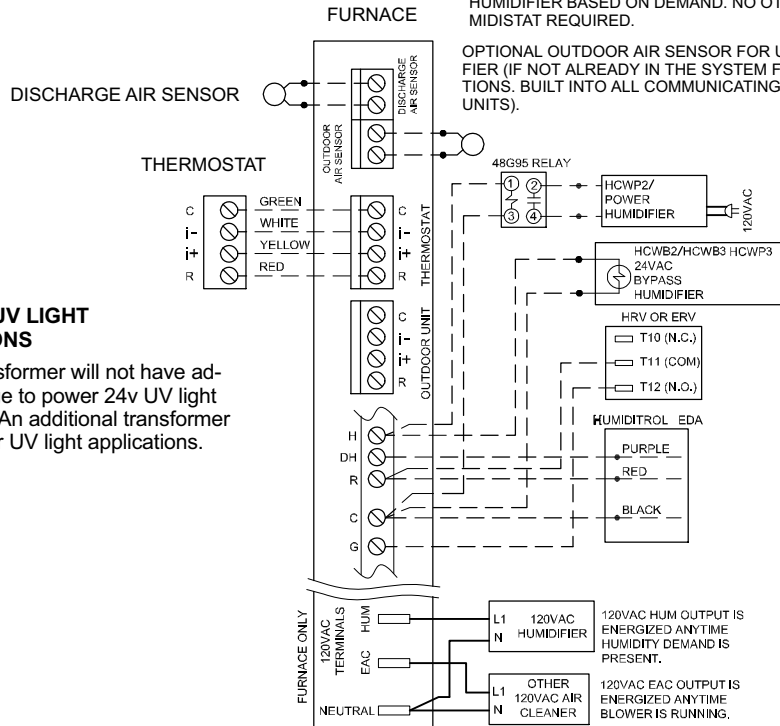 FURNACE
HUMIDIFIER BASED ON DEMAND. NO OT
MIDISTAT REQUIRED.
OPTIONAL OUTDOOR AIR SENSOR FOR U
FIER (IF NOT ALREADY IN THE SYSTEM F
TIONS. BUILT INTO ALL COMMUNICATING
UNITS).
DISCHARGE AIR SENSOR
DISCHARGE
AIR SENSOR
OUTDOOR
AIR SENSOR
THERMOSTAT
C
i-
i+
R
GREEN
WHITE
YELLOW
RED
C
i-
i+
R
THERMOSTAT
C
i-
i+
R
OUTDOOR UNIT
48G95 RELAY
1 2
3 4
HCWP2/
POWER
HUMIDIFIER
120VAC
HCWB2/HCWB3 HCWP3
24VAC
BYPASS
HUMIDIFIER
HRV OR ERV
T10 (N.C.)
T11 (COM)
T12 (N.O.)
HUMIDITROL EDA
PURPLE
RED
BLACK
UV LIGHT
ONS
sformer will not have ad-
e to power 24v UV light
An additional transformer
r UV light applications.
H
DH
R
C
G
FURNACE ONLY
120VAC
TERMINALS
HUM
EAC
NEUTRAL
L1
N
120VAC
HUMIDIFIER
120VAC HUM OUTPUT IS
ENERGIZED ANYTIME
HUMIDITY DEMAND IS
PRESENT.
L1
N
OTHER
120VAC AIR
CLEANER
120VAC EAC OUTPUT IS
ENERGIZED ANYTIME
BLOWER IS RUNNING.